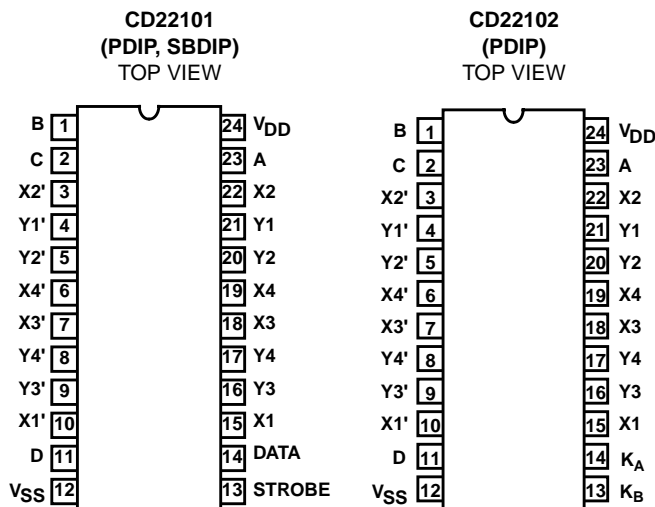 CD22101
(PDIP, SBDIP)
TOP VIEW
B 1 24 VDD
C 2 23 A
X2' 3 22 X2
Y1' 4 21 Y1
Y2' 5 20 Y2
X4' 6 19 X4
X3' 7 18 X3
Y4' 8 17 Y4
Y3' 9 16 Y3
X1' 10 15 X1
D 11 14 DATA
VSS 12 13 STROBE
CD22102
(PDIP)
TOP VIEW
B 1 24 VDD
C 2 23 A
X2' 3 22 X2
Y1' 4 21 Y1
Y2' 5 20 Y2
X4' 6 19 X4
X3' 7 18 X3
Y4' 8 17 Y4
Y3' 9 16 Y3
X1' 10 15 X1
D 11 14 KA
VSS 12 13 KB